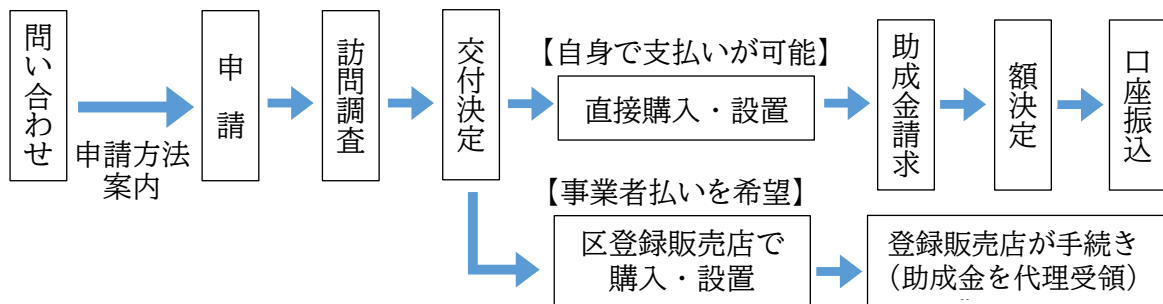 問い合わせ
申請方法
案内
申請
訪問調査
交付決定
【自身で支払いが可能】
直接購入・設置
助成金請求
額決定
口座振込
【事業者払いを希望】
区登録販売店で
購入・設置
登録販売店が手続き
（助成金を代理受領）